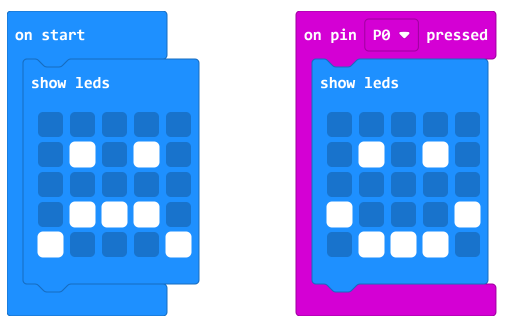 on start
show leds
on pin P0 pressed
show leds